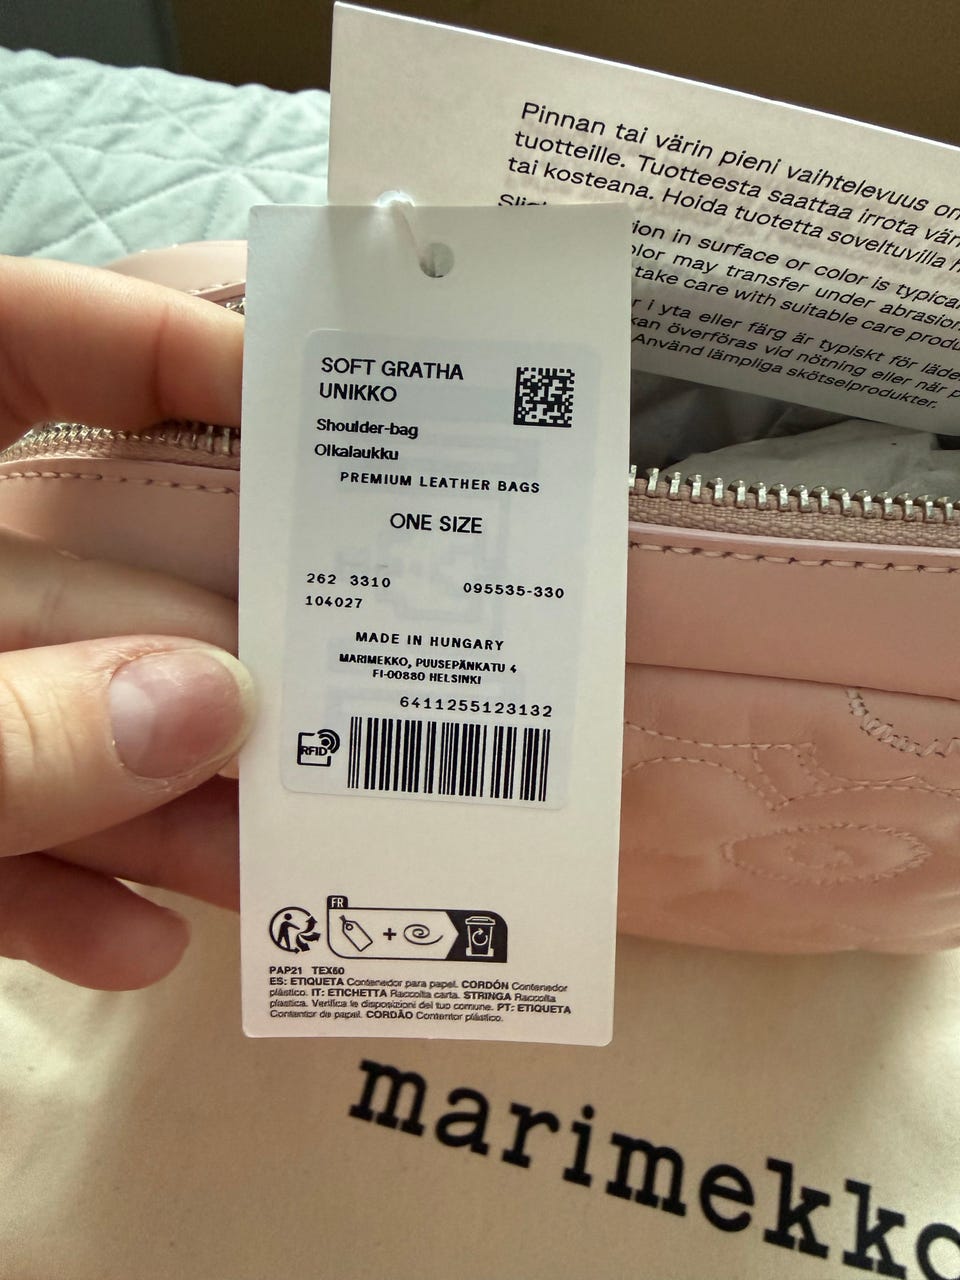 Pinnan tai värin pieni vaihtelevuus on
tuotteille. Tuotteesta saattaa irrota vär
tai kosteana. Hoida tuotetta soveltuvilla h
ion in surface or color is typica
olor may transfer under abrasion
take care with suitable care produ
r i yta eller färg är typiskt för läde
kan överföras vid nötning eller när p
Använd lämpliga skötselprodukter.
SOFT GRATHA
UNIKKO
Shoulder-bag
Olkalaukku
PREMIUM LEATHER BAGS
ONE SIZE
262 3310 095535-330
104027
MADE IN HUNGARY
MARIMEKKO, PUUSEPÄNKATU 4
FI-00880 HELSINKI
6411255123132
RFID
FR
+
PAP21 TEX60
ES: ETIQUETA Contenedor para papel. CORDÓN Contenedor
plástico. IT: ETICHETTA Raccolta carta. STRINGA Raccolta
plastica. Verifica le disposizioni del tuo comune. PT: ETIQUETA
Contentor de papel. CORDÃO Contentor plástico.
marimekko